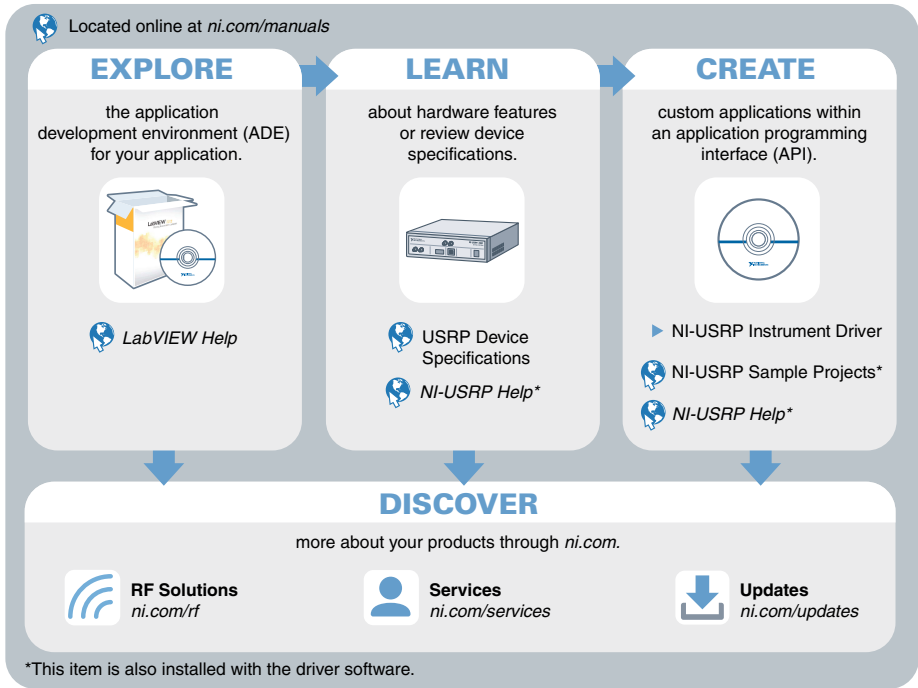 Located online at ni.com/manuals
EXPLORE
the application
development environment (ADE)
for your application.
LabVIEW
LabVIEW Help
LEARN
about hardware features
or review device
specifications.
USRP Device
Specifications
NI-USRP Help*
CREATE
custom applications within
an application programming
interface (API).
NI-USRP Instrument Driver
NI-USRP Sample Projects*
NI-USRP Help*
DISCOVER
more about your products through ni.com.
RF Solutions
ni.com/rf
Services
ni.com/services
Updates
ni.com/updates
*This item is also installed with the driver software.